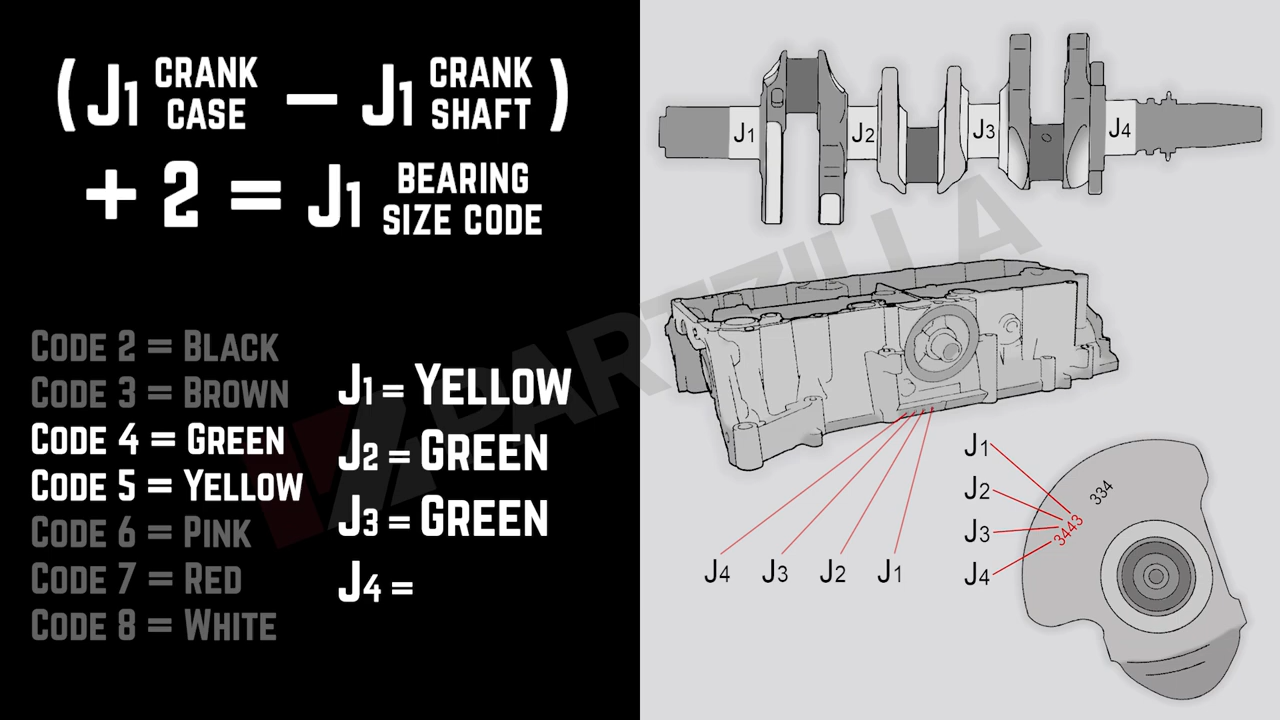 (J1 CRANK CASE – J1 CRANK SHAFT)
+ 2 = J1 BEARING SIZE CODE
CODE 2 = BLACK
CODE 3 = BROWN
CODE 4 = GREEN
CODE 5 = YELLOW
CODE 6 = PINK
CODE 7 = RED
CODE 8 = WHITE
J1 = YELLOW
J2 = GREEN
J3 = GREEN
J4 =
PARTZILLA
J1 J2 J3 J4
J4 J3 J2 J1
J1
J2
J3
J4
3443
334